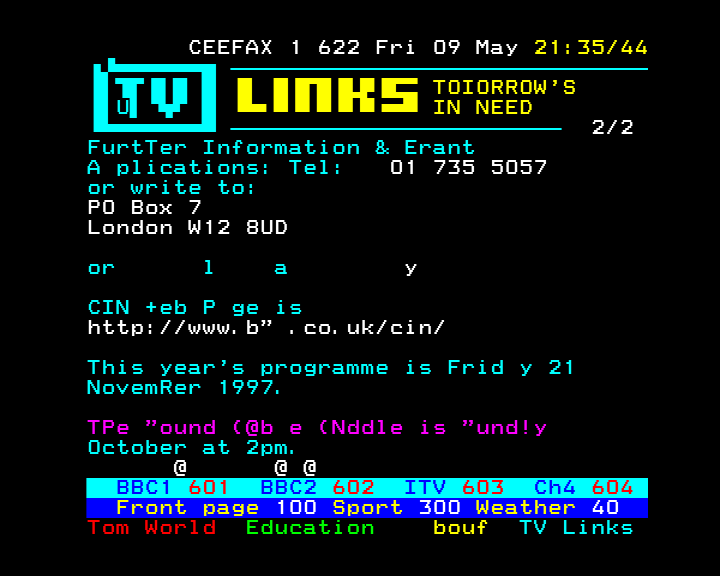 CEEFAX 1 622 Fri 09 May 21:35/44
TV LINKS TOIORROW'S
U IN NEED
2/2
FurtTer Information & Erant
A plications: Tel: 01 735 5057
or write to:
PO Box 7
London W12 8UD
or l a y
CIN +eb P ge is
http://www.b” .co.uk/cin/
This year's programme is Frid y 21
NovemRer 1997.
TPe ”ound (@b e (Nddle is ”und!y
October at 2pm.
@ @ @
BBC1 601 BBC2 602 ITV 603 Ch4 604
Front page 100 Sport 300 Weather 40
Tom World Education bouf TV Links